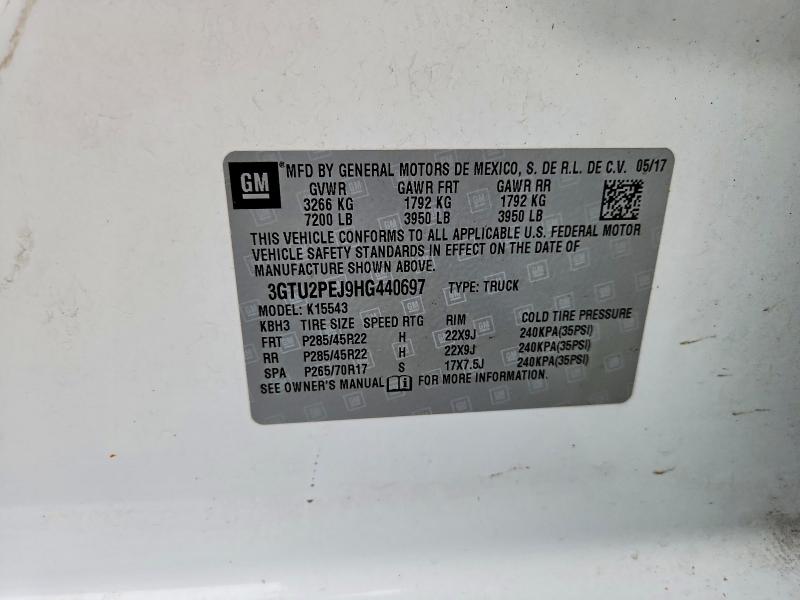 GM ® MFD BY GENERAL MOTORS DE MEXICO, S. DE R.L. DE C.V. 05/17
GVWR GAWR FRT GAWR RR
3266 KG 1792 KG 1792 KG
7200 LB 3950 LB 3950 LB
THIS VEHICLE CONFORMS TO ALL APPLICABLE U.S. FEDERAL MOTOR
VEHICLE SAFETY STANDARDS IN EFFECT ON THE DATE OF
MANUFACTURE SHOWN ABOVE.
3GTU2PEJ9HG440697 TYPE: TRUCK
MODEL: K15543
KBH3 TIRE SIZE SPEED RTG RIM COLD TIRE PRESSURE
FRT P285/45R22 H 22X9J 240KPA(35PSI)
RR P285/45R22 H 22X9J 240KPA(35PSI)
SPA P265/70R17 S 17X7.5J 240KPA(35PSI)
SEE OWNER'S MANUAL FOR MORE INFORMATION.